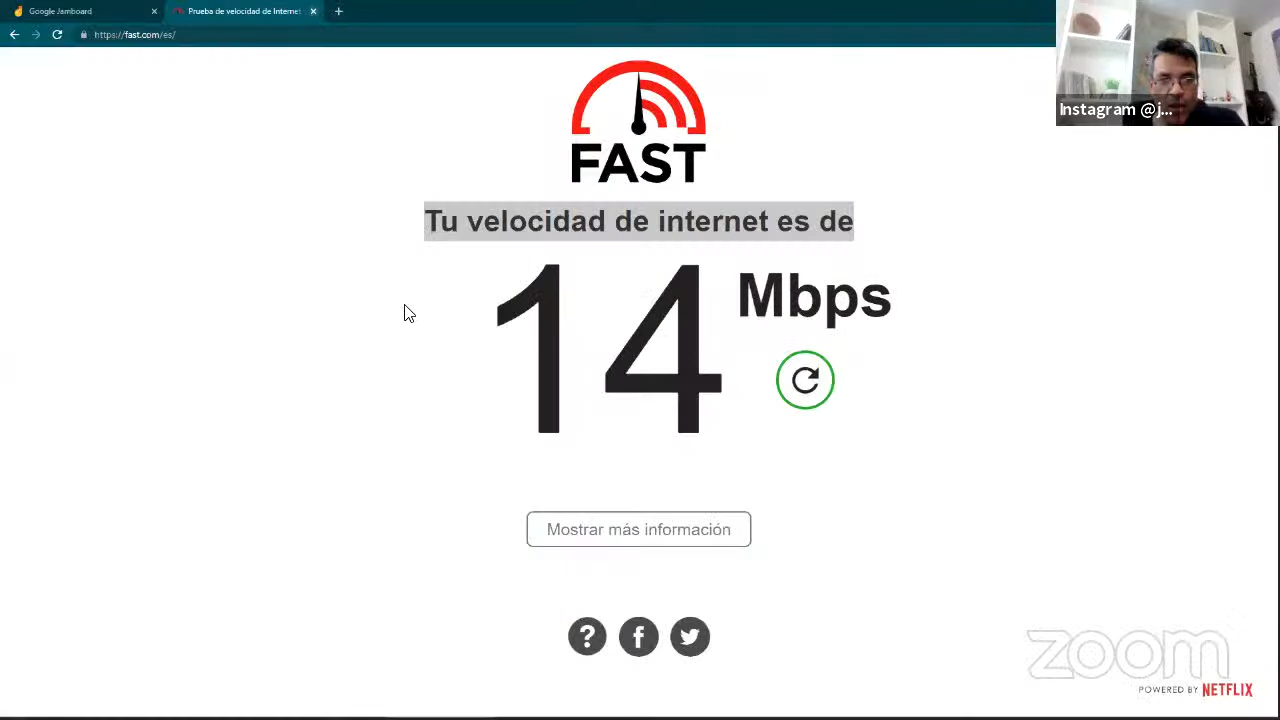 Google Jamboard
Prueba de velocidad de Internet
https://fast.com/es/
Instagram @j...
FAST
Tu velocidad de internet es de
14 Mbps
Mostrar más información
?
f
zoom
POWERED BY NETFLIX